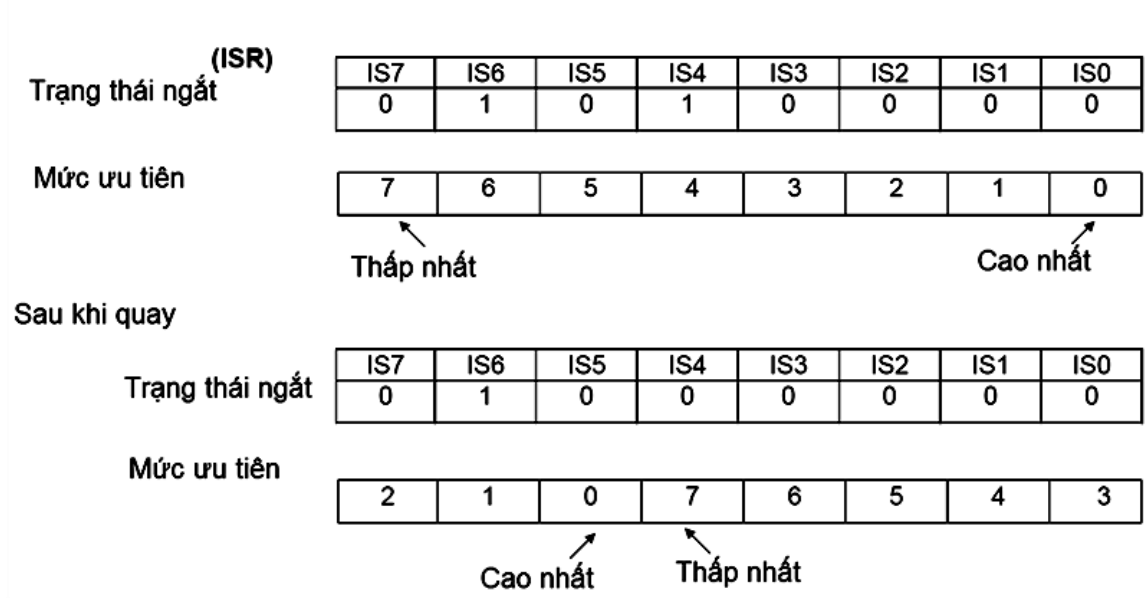 (ISR)
Trạng thái ngắt
IS7 IS6 IS5 IS4 IS3 IS2 IS1 IS0
0 1 0 1 0 0 0 0
Mức ưu tiên
7 6 5 4 3 2 1 0
Thấp nhất Cao nhất
Sau khi quay
IS7 IS6 IS5 IS4 IS3 IS2 IS1 IS0
Trạng thái ngắt
0 1 0 0 0 0 0 0
Mức ưu tiên
2 1 0 7 6 5 4 3
Cao nhất Thấp nhất